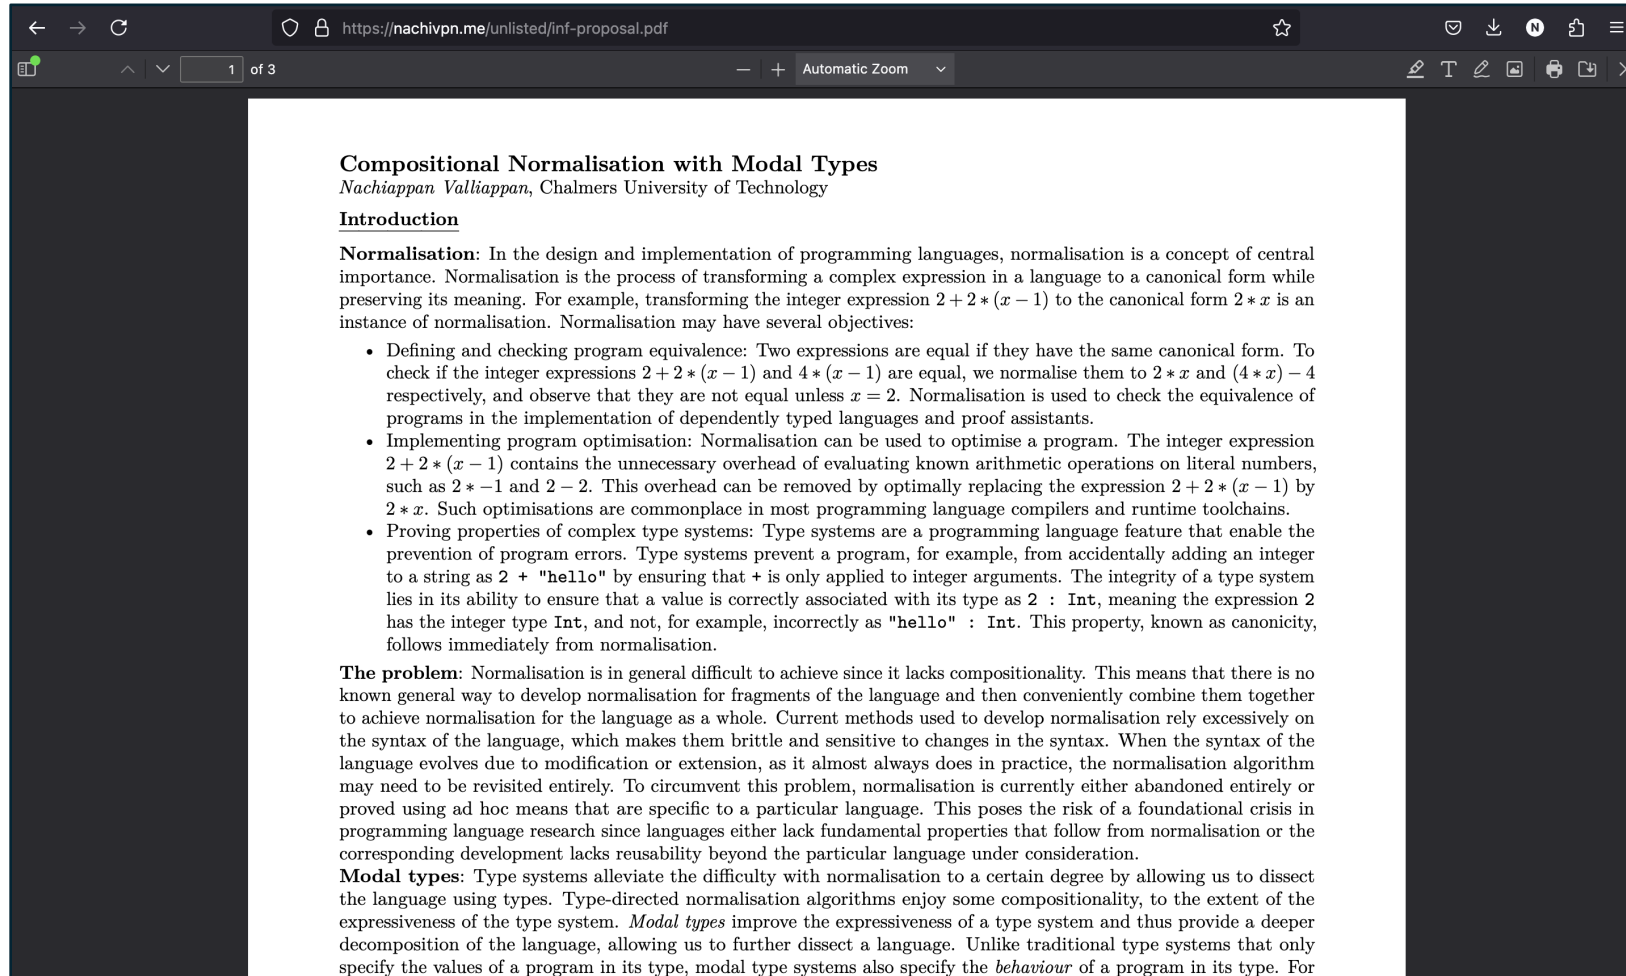 https://nachivpn.me/unlisted/inf-proposal.pdf
N
1 of 3
Automatic Zoom
Compositional Normalisation with Modal Types
Nachiappan Valliappan, Chalmers University of Technology
Introduction
Normalisation: In the design and implementation of programming languages, normalisation is a concept of central
importance. Normalisation is the process of transforming a complex expression in a language to a canonical form while
preserving its meaning. For example, transforming the integer expression 2 + 2 ∗ (x − 1) to the canonical form 2 ∗ x is an
instance of normalisation. Normalisation may have several objectives:
• Defining and checking program equivalence: Two expressions are equal if they have the same canonical form. To
check if the integer expressions 2 + 2 ∗ (x − 1) and 4 ∗ (x − 1) are equal, we normalise them to 2 ∗ x and (4 ∗ x) − 4
respectively, and observe that they are not equal unless x = 2. Normalisation is used to check the equivalence of
programs in the implementation of dependently typed languages and proof assistants.
• Implementing program optimisation: Normalisation can be used to optimise a program. The integer expression
2 + 2 ∗ (x − 1) contains the unnecessary overhead of evaluating known arithmetic operations on literal numbers,
such as 2 ∗ −1 and 2 − 2. This overhead can be removed by optimally replacing the expression 2 + 2 ∗ (x − 1) by
2 ∗ x. Such optimisations are commonplace in most programming language compilers and runtime toolchains.
• Proving properties of complex type systems: Type systems are a programming language feature that enable the
prevention of program errors. Type systems prevent a program, for example, from accidentally adding an integer
to a string as 2 + "hello" by ensuring that + is only applied to integer arguments. The integrity of a type system
lies in its ability to ensure that a value is correctly associated with its type as 2 : Int, meaning the expression 2
has the integer type Int, and not, for example, incorrectly as "hello" : Int. This property, known as canonicity,
follows immediately from normalisation.
The problem: Normalisation is in general difficult to achieve since it lacks compositionality. This means that there is no
known general way to develop normalisation for fragments of the language and then conveniently combine them together
to achieve normalisation for the language as a whole. Current methods used to develop normalisation rely excessively on
the syntax of the language, which makes them brittle and sensitive to changes in the syntax. When the syntax of the
language evolves due to modification or extension, as it almost always does in practice, the normalisation algorithm
may need to be revisited entirely. To circumvent this problem, normalisation is currently either abandoned entirely or
proved using ad hoc means that are specific to a particular language. This poses the risk of a foundational crisis in
programming language research since languages either lack fundamental properties that follow from normalisation or the
corresponding development lacks reusability beyond the particular language under consideration.
Modal types: Type systems alleviate the difficulty with normalisation to a certain degree by allowing us to dissect
the language using types. Type-directed normalisation algorithms enjoy some compositionality, to the extent of the
expressiveness of the type system. Modal types improve the expressiveness of a type system and thus provide a deeper
decomposition of the language, allowing us to further dissect a language. Unlike traditional type systems that only
specify the values of a program in its type, modal type systems also specify the behaviour of a program in its type. For